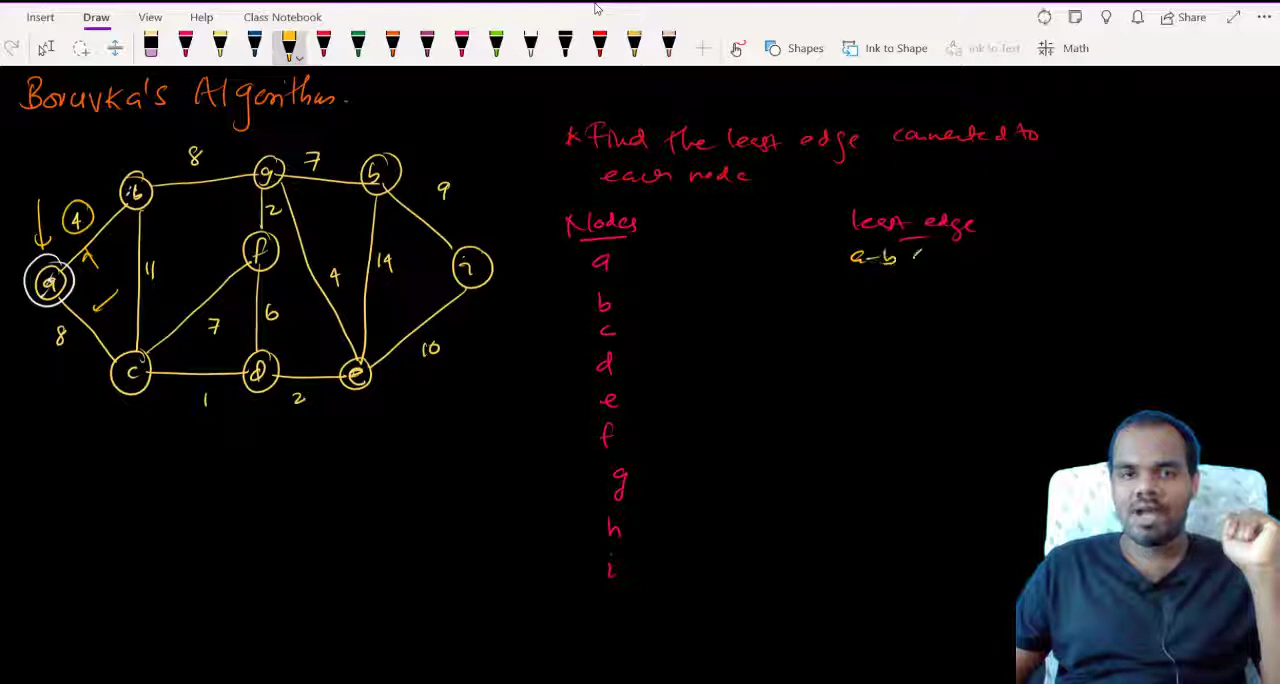 Insert Draw View Help Class Notebook Share
Shapes Ink to Shape Ink to Text Math
Boruvka's Algorithm.
*Find the least edge connected to
each node
8 7 9
b g h
4 2
f i
a 11 4 14
8 7 6 10
c d e
1 2
*Nodes least edge
a a-b
b
c
d
e
f
g
h
i